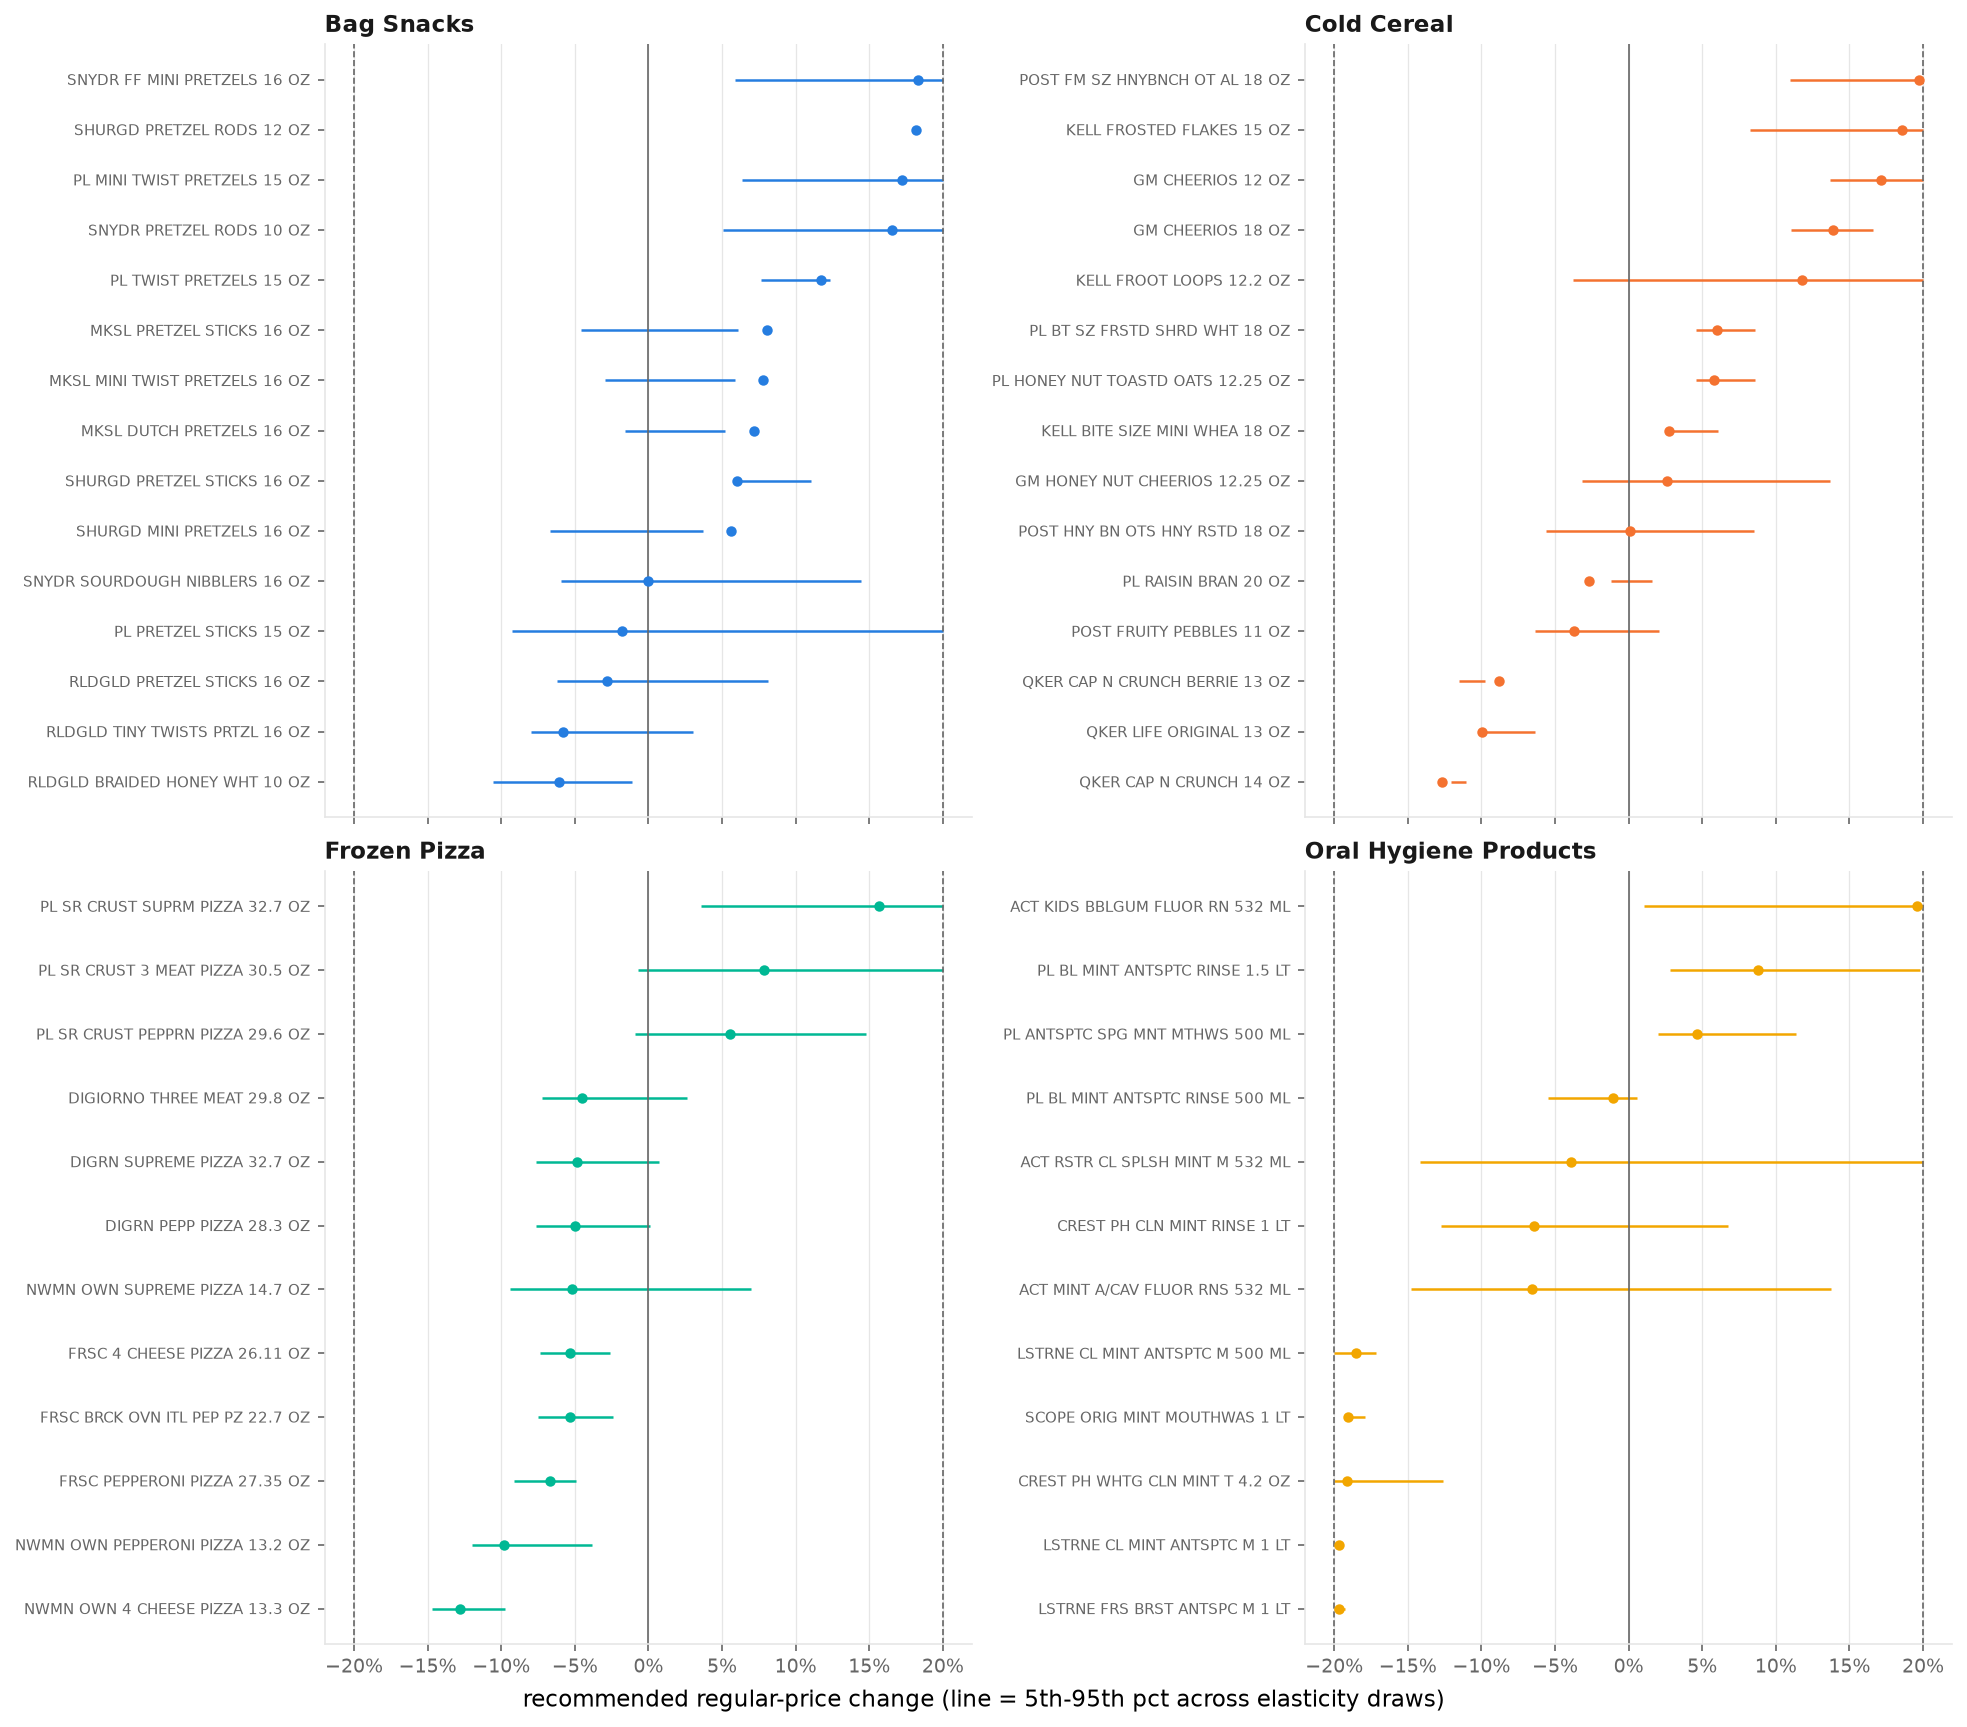 Bag Snacks
SNYDR FF MINI PRETZELS 16 OZ
SHURGD PRETZEL RODS 12 OZ
PL MINI TWIST PRETZELS 15 OZ
SNYDR PRETZEL RODS 10 OZ
PL TWIST PRETZELS 15 OZ
MKSL PRETZEL STICKS 16 OZ
MKSL MINI TWIST PRETZELS 16 OZ
MKSL DUTCH PRETZELS 16 OZ
SHURGD PRETZEL STICKS 16 OZ
SHURGD MINI PRETZELS 16 OZ
SNYDR SOURDOUGH NIBBLERS 16 OZ
PL PRETZEL STICKS 15 OZ
RLDGLD PRETZEL STICKS 16 OZ
RLDGLD TINY TWISTS PRTZL 16 OZ
RLDGLD BRAIDED HONEY WHT 10 OZ
Cold Cereal
POST FM SZ HNYBNCH OT AL 18 OZ
KELL FROSTED FLAKES 15 OZ
GM CHEERIOS 12 OZ
GM CHEERIOS 18 OZ
KELL FROOT LOOPS 12.2 OZ
PL BT SZ FRSTD SHRD WHT 18 OZ
PL HONEY NUT TOASTD OATS 12.25 OZ
KELL BITE SIZE MINI WHEA 18 OZ
GM HONEY NUT CHEERIOS 12.25 OZ
POST HNY BN OTS HNY RSTD 18 OZ
PL RAISIN BRAN 20 OZ
POST FRUITY PEBBLES 11 OZ
QKER CAP N CRUNCH BERRIE 13 OZ
QKER LIFE ORIGINAL 13 OZ
QKER CAP N CRUNCH 14 OZ
Frozen Pizza
PL SR CRUST SUPRM PIZZA 32.7 OZ
PL SR CRUST 3 MEAT PIZZA 30.5 OZ
PL SR CRUST PEPPRN PIZZA 29.6 OZ
DIGIORNO THREE MEAT 29.8 OZ
DIGRN SUPREME PIZZA 32.7 OZ
DIGRN PEPP PIZZA 28.3 OZ
NWMN OWN SUPREME PIZZA 14.7 OZ
FRSC 4 CHEESE PIZZA 26.11 OZ
FRSC BRCK OVN ITL PEP PZ 22.7 OZ
FRSC PEPPERONI PIZZA 27.35 OZ
NWMN OWN PEPPERONI PIZZA 13.2 OZ
NWMN OWN 4 CHEESE PIZZA 13.3 OZ
−20% −15% −10% −5% 0% 5% 10% 15% 20%
Oral Hygiene Products
ACT KIDS BBLGUM FLUOR RN 532 ML
PL BL MINT ANTSPTC RINSE 1.5 LT
PL ANTSPTC SPG MNT MTHWS 500 ML
PL BL MINT ANTSPTC RINSE 500 ML
ACT RSTR CL SPLSH MINT M 532 ML
CREST PH CLN MINT RINSE 1 LT
ACT MINT A/CAV FLUOR RNS 532 ML
LSTRNE CL MINT ANTSPTC M 500 ML
SCOPE ORIG MINT MOUTHWAS 1 LT
CREST PH WHTG CLN MINT T 4.2 OZ
LSTRNE CL MINT ANTSPTC M 1 LT
LSTRNE FRS BRST ANTSPC M 1 LT
−20% −15% −10% −5% 0% 5% 10% 15% 20%
recommended regular-price change (line = 5th-95th pct across elasticity draws)